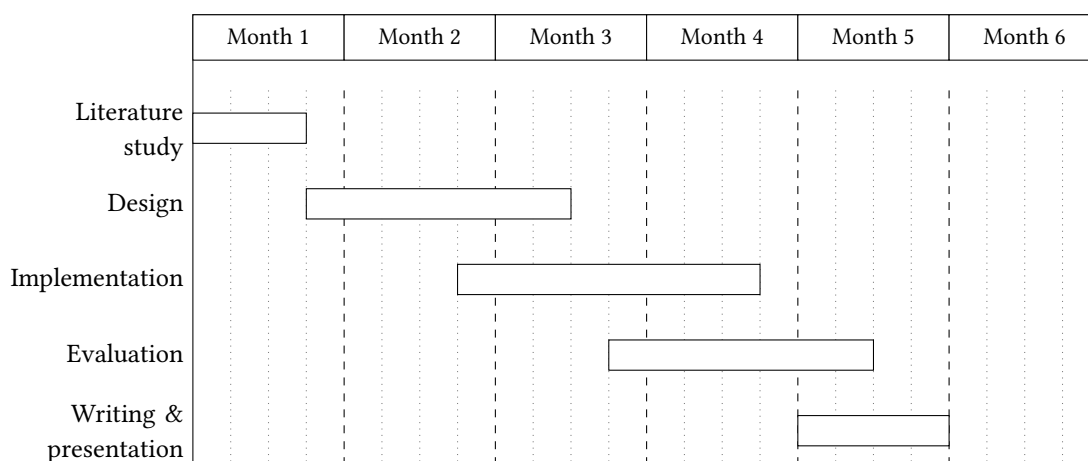 Month 1 Month 2 Month 3 Month 4 Month 5 Month 6
Literature
study
Design
Implementation
Evaluation
Writing &
presentation